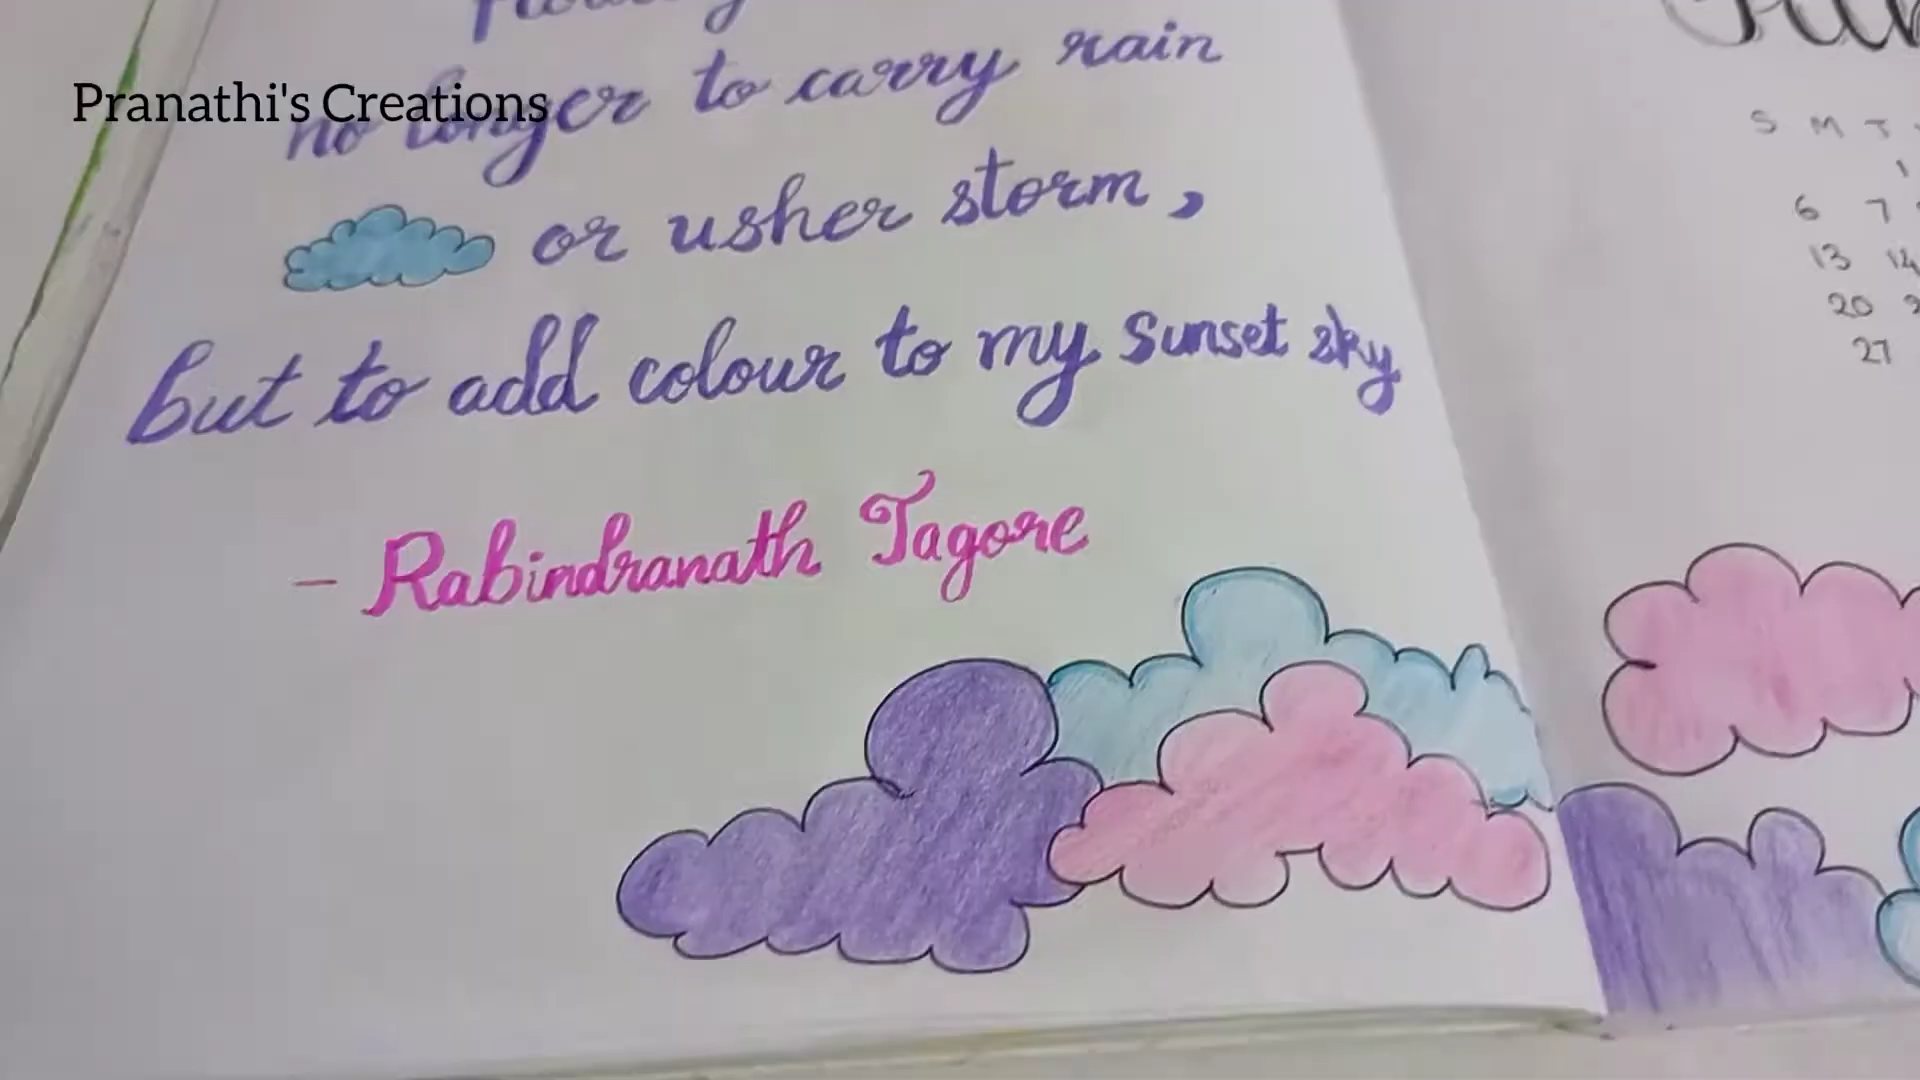 Pranathi's Creations
no longer to carry rain
or usher storm,
but to add colour to my sunset sky
- Rabindranath Tagore
S M T
1
6 7
13 14
20
27